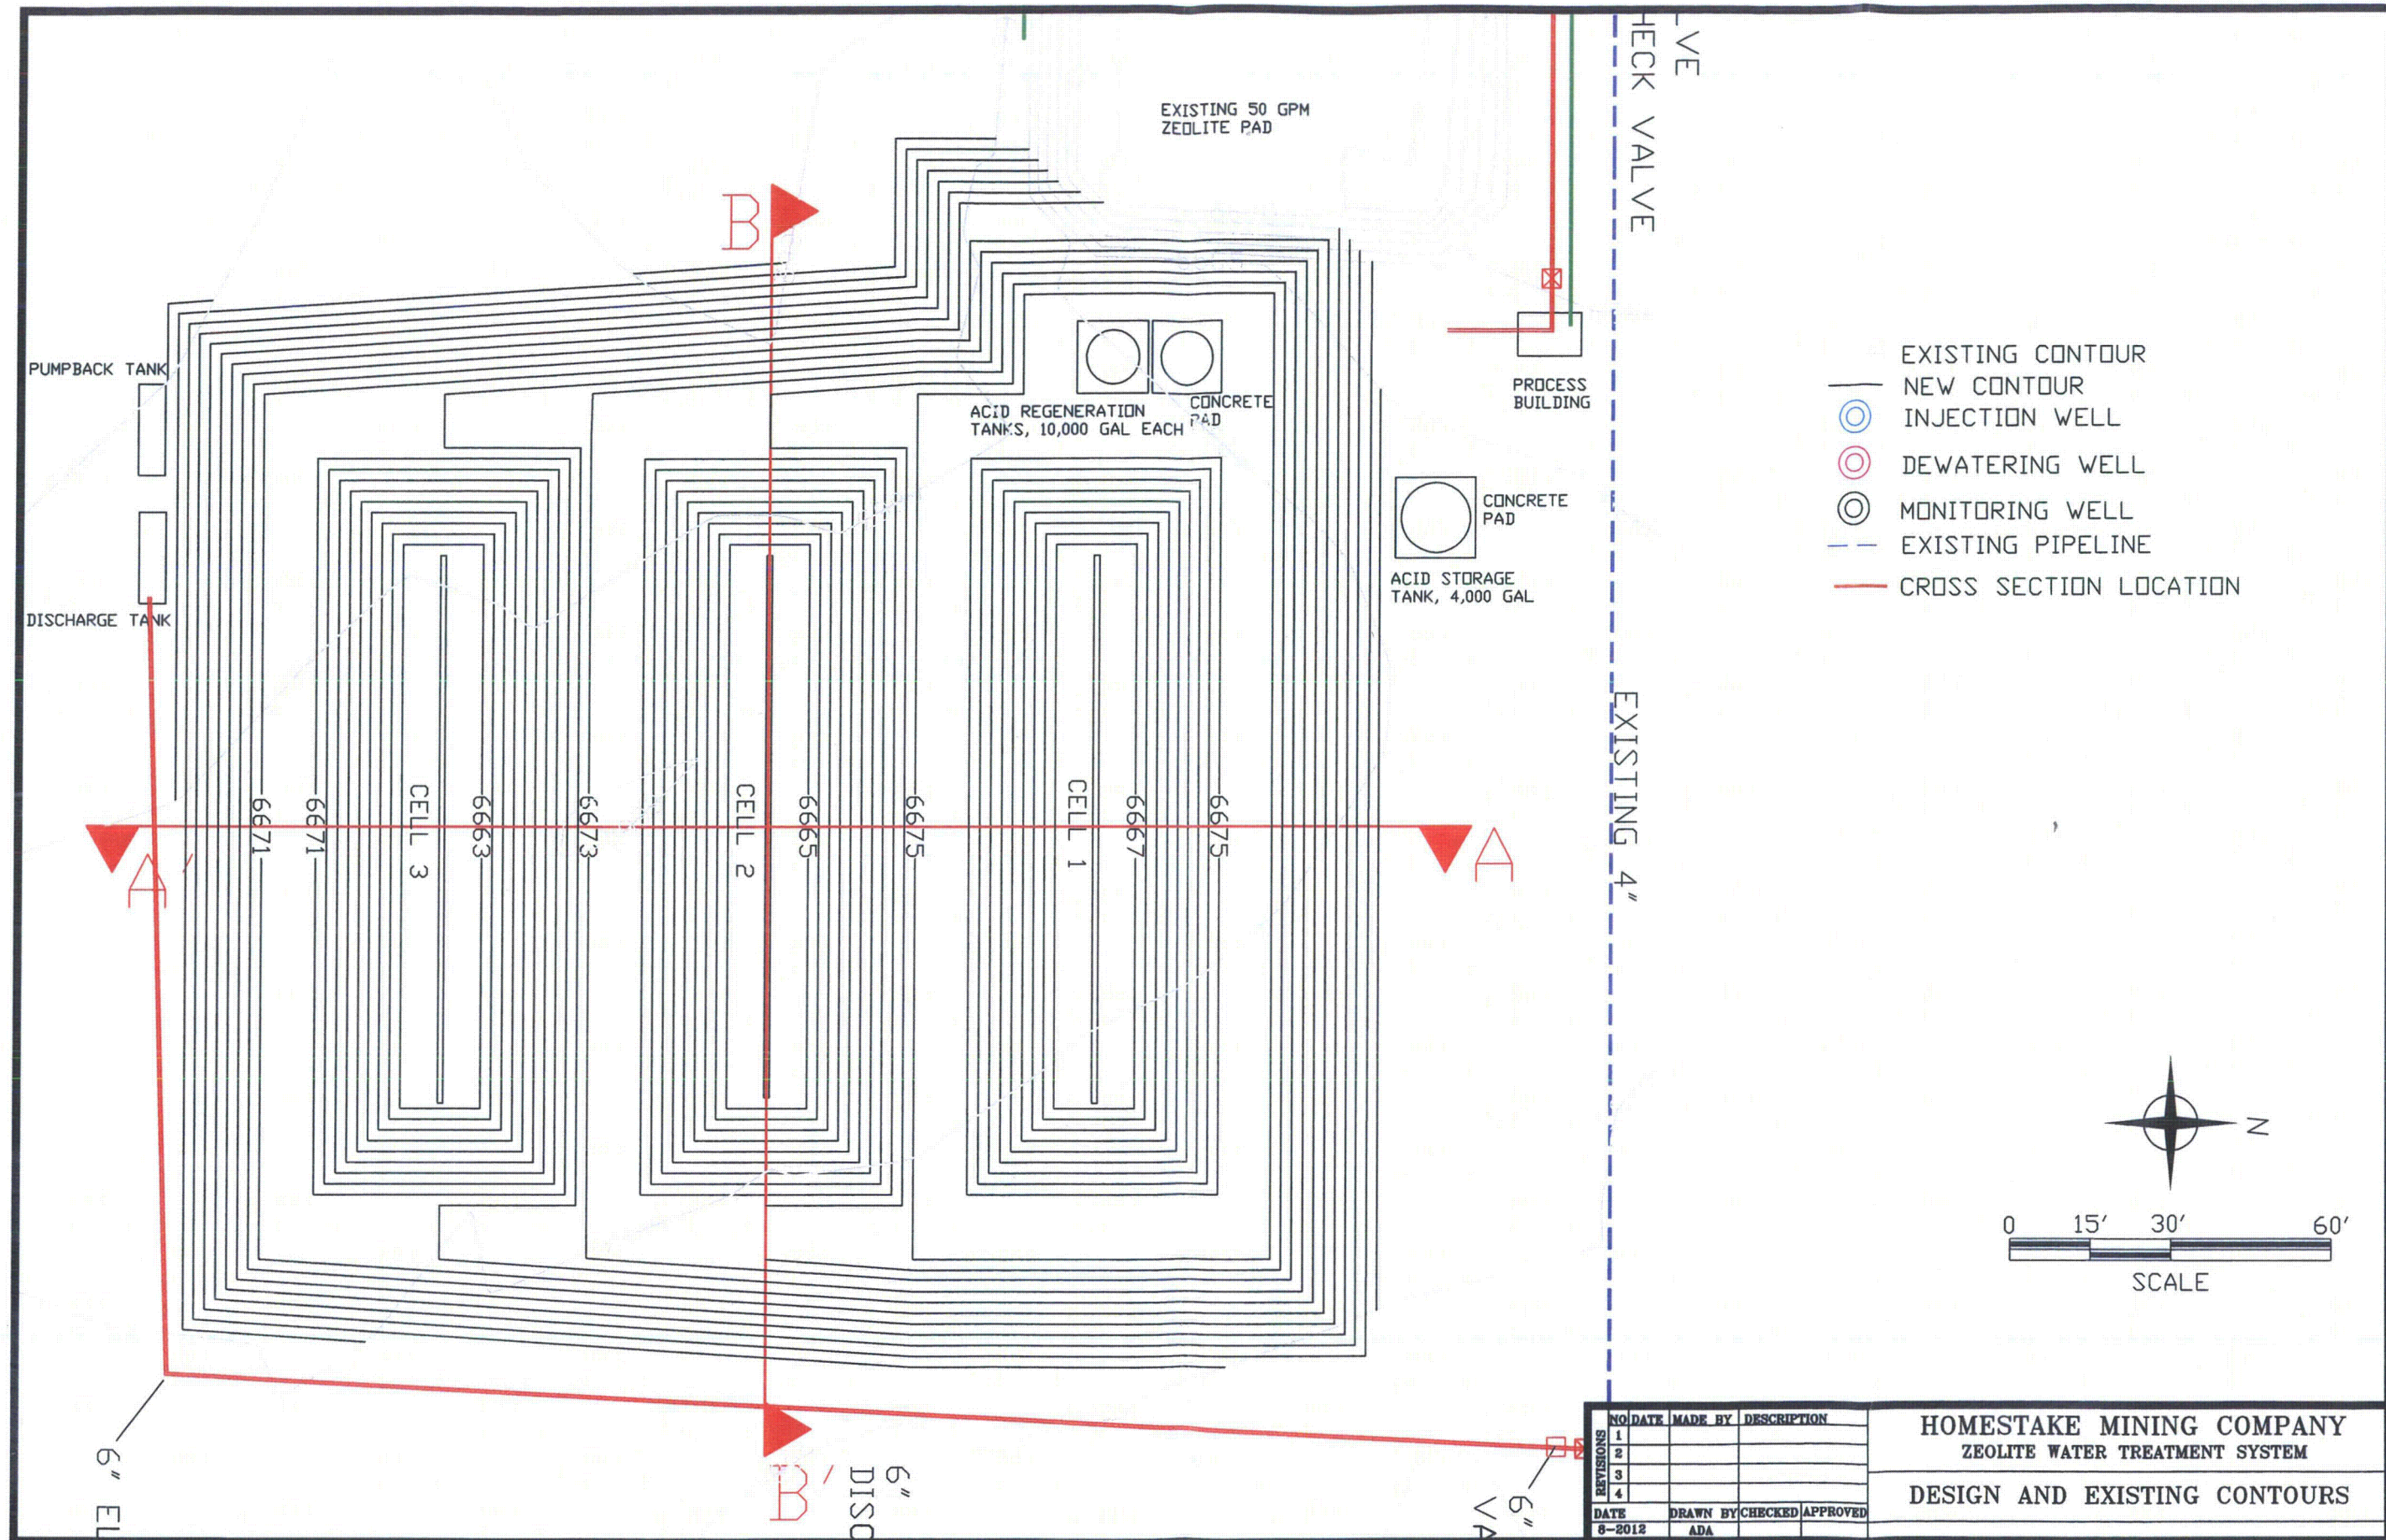 LVE
HECK VALVE
EXISTING 50 GPM
ZEOLITE PAD
B
PUMPBACK TANK
DISCHARGE TANK
ACID REGENERATION
TANKS, 10,000 GAL EACH
CONCRETE
PAD
PROCESS
BUILDING
CONCRETE
PAD
ACID STORAGE
TANK, 4,000 GAL
EXISTING CONTOUR
NEW CONTOUR
INJECTION WELL
DEWATERING WELL
MONITORING WELL
EXISTING PIPELINE
CROSS SECTION LOCATION
EXISTING 4"
6671
6671
CELL 3
6663
6673
CELL 2
6665
6675
CELL 1
6667
6675
A'
A
N
0 15' 30' 60'
SCALE
6" EL
B'
6"
DISC
6"
VA
REVISIONS
NO DATE MADE BY DESCRIPTION
1
2
3
4
DATE DRAWN BY CHECKED APPROVED
8-2012 ADA
HOMESTAKE MINING COMPANY
ZEOLITE WATER TREATMENT SYSTEM
DESIGN AND EXISTING CONTOURS